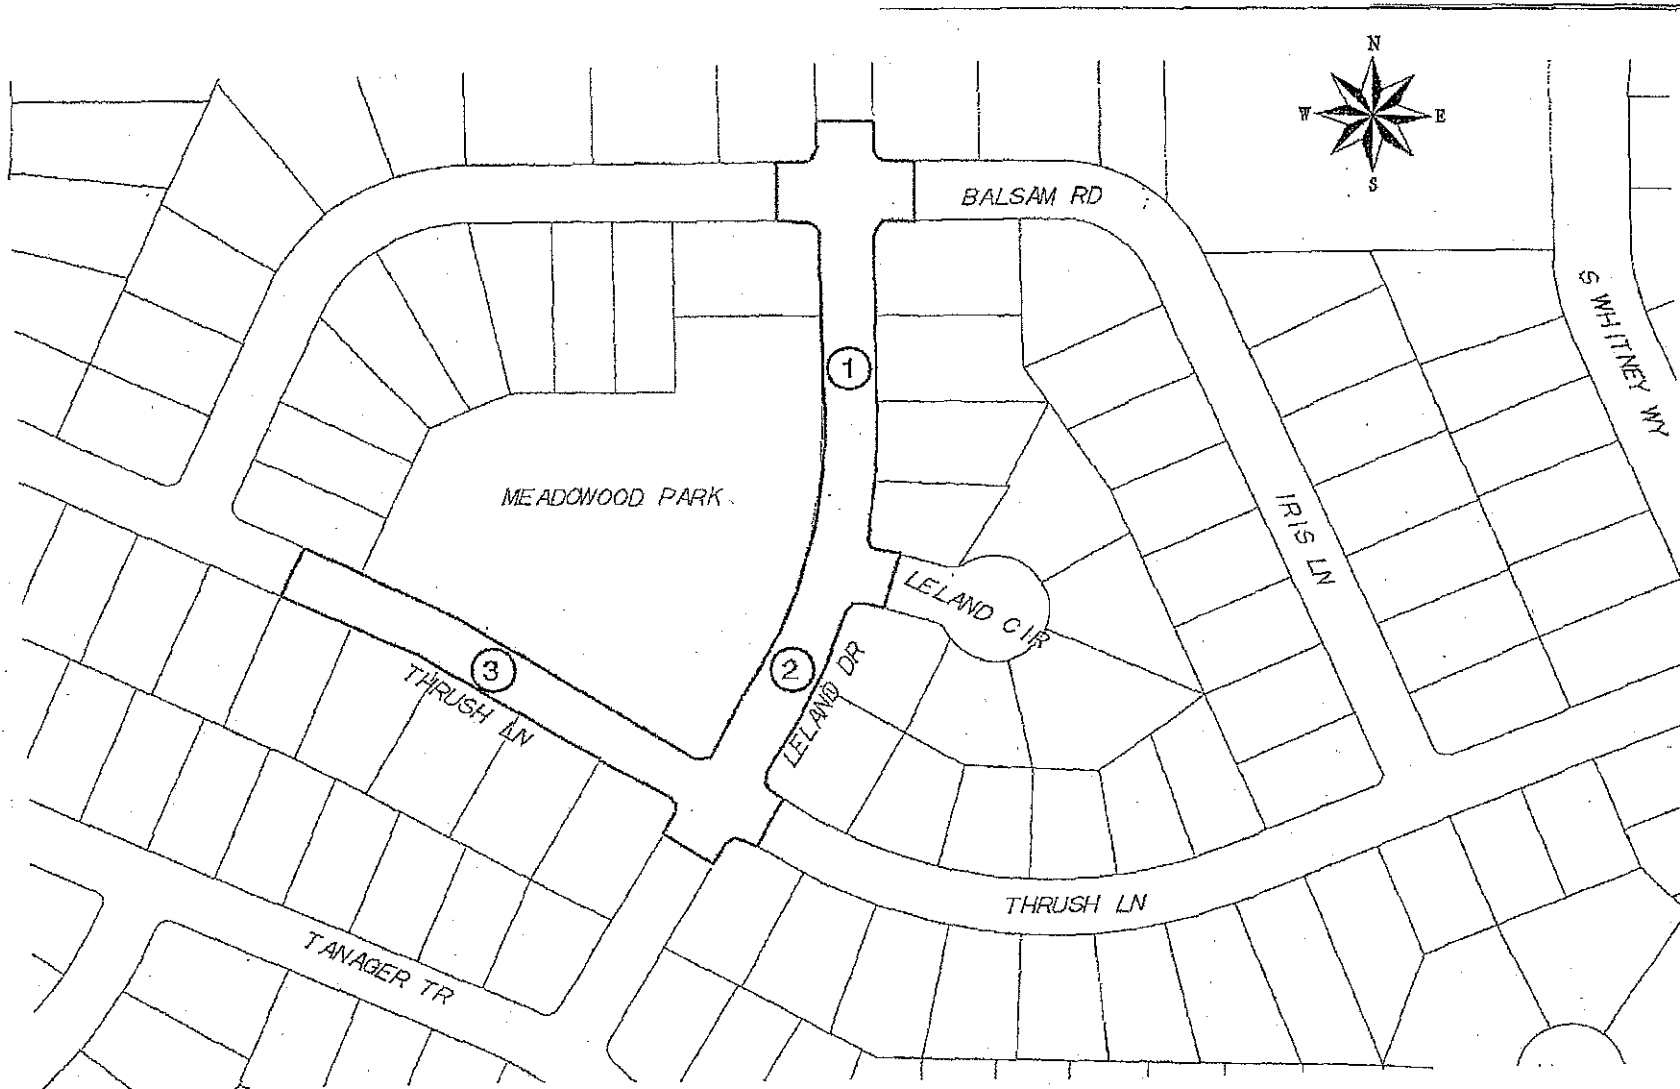 N
W E
S
BALSAM RD
S WHITNEY WY
1
MEADOWOOD PARK
IRIS LN
LELAND CIR
2
3
LELAND DR
THRUSH LN
THRUSH LN
TANAGER TR